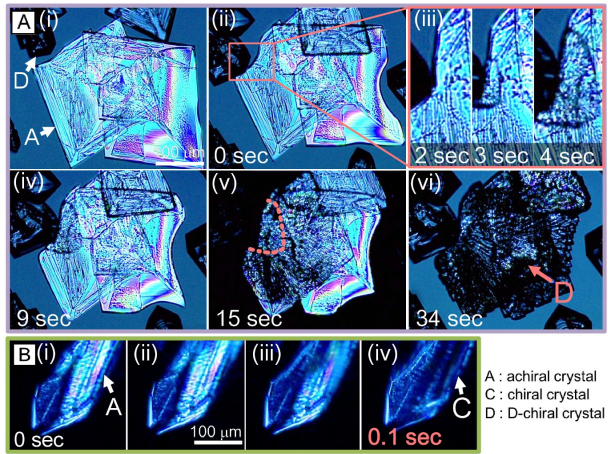 A (i)
D
A
500 μm
(ii)
0 sec
(iii)
2 sec 3 sec 4 sec
(iv)
9 sec
(v)
15 sec
(vi)
D
34 sec
B (i)
A
0 sec
(ii)
100 μm
(iii)
(iv)
C
0.1 sec
A : achiral crystal
C : chiral crystal
D : D-chiral crystal